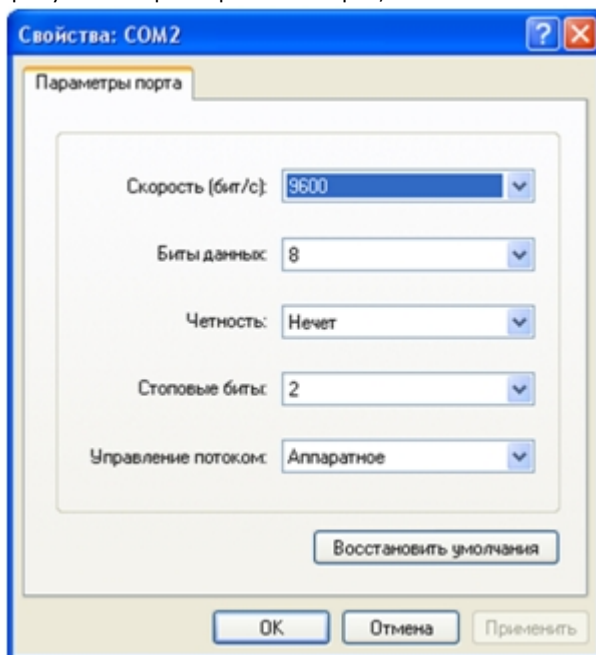 Свойства: COM2
Параметры порта
Скорость (бит/с): 9600
Биты данных: 8
Четность: Нечет
Стоповые биты: 2
Управление потоком: Аппаратное
Восстановить умолчания
OK Отмена Применить